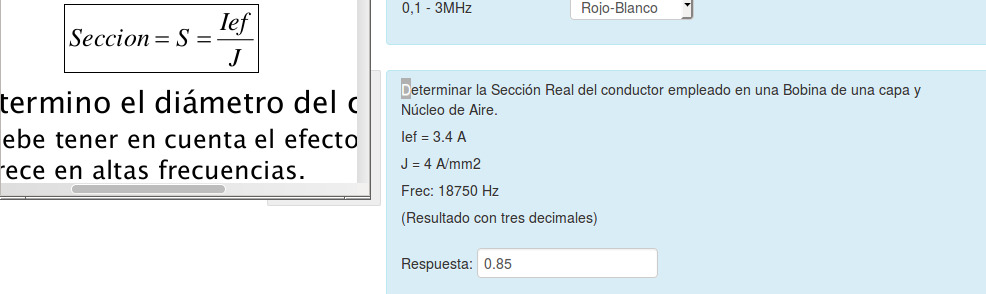 Seccion = S = Ief / J
termino el diámetro del
ebe tener en cuenta el efecto
rece en altas frecuencias.
0,1 - 3MHz
Rojo-Blanco
Determinar la Sección Real del conductor empleado en una Bobina de una capa y
Núcleo de Aire.
Ief = 3.4 A
J = 4 A/mm2
Frec: 18750 Hz
(Resultado con tres decimales)
Respuesta: 0.85